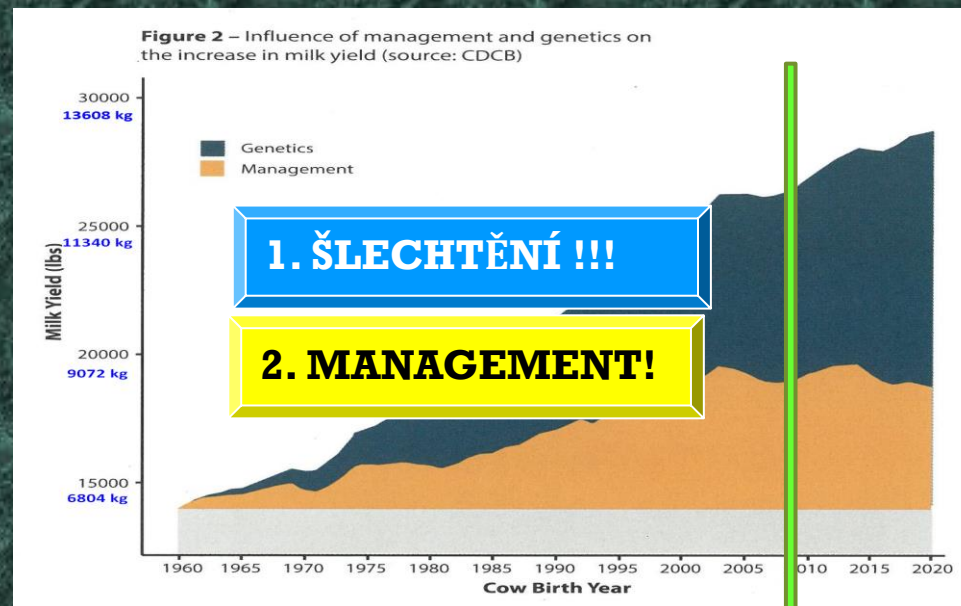 Figure 2 – Influence of management and genetics on
the increase in milk yield (source: CDCB)
30000
13608 kg
Genetics
Management
25000
11340 kg
1. ŠLECHTĚNÍ !!!
Milk Yield (lbs)
2. MANAGEMENT!
20000
9072 kg
15000
6804 kg
1960 1965 1970 1975 1980 1985 1990 1995 2000 2005 2010 2015 2020
Cow Birth Year